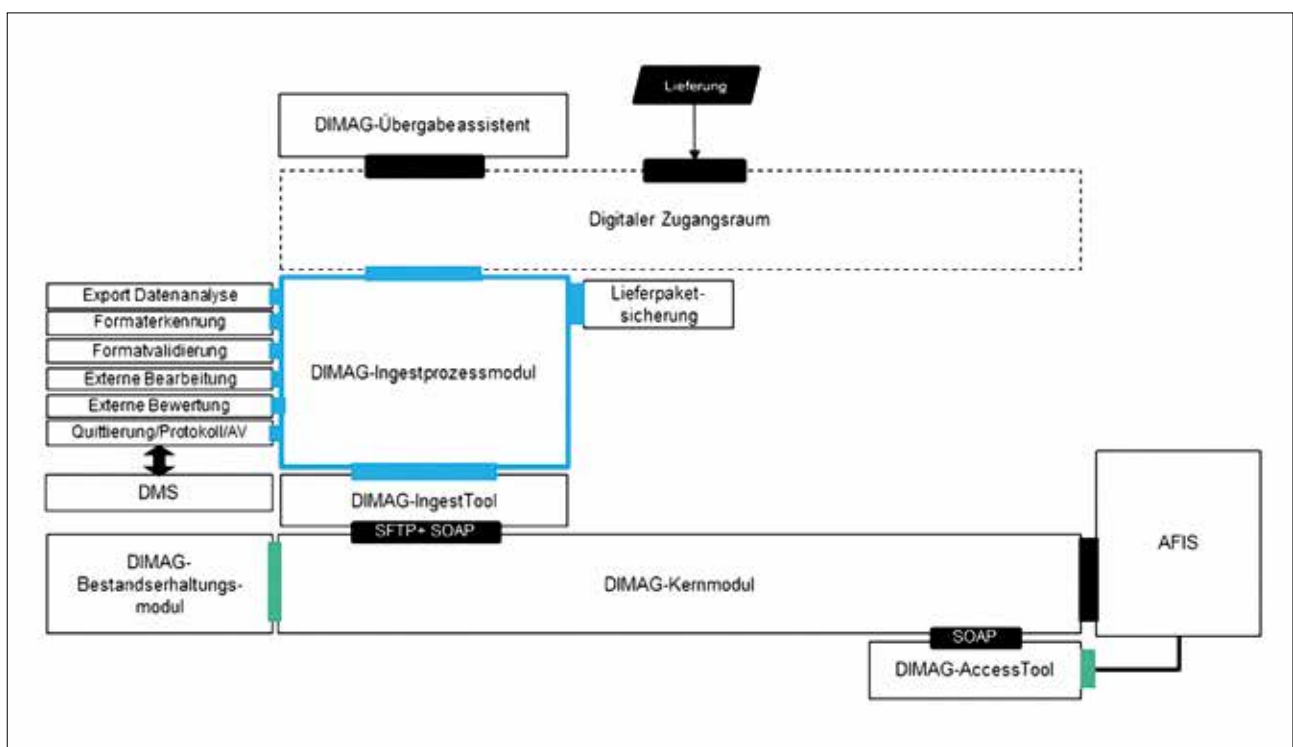 Lieferung
DIMAG-Übergabeassistent
Digitaler Zugangsraum
Export Datenanalyse
Formaterkennung
Formatvalidierung
Externe Bearbeitung
Externe Bewertung
Quittierung/Protokoll/AV
DMS
Lieferpaket-
sicherung
DIMAG-Ingestprozessmodul
DIMAG-IngestTool
SFTP+ SOAP
DIMAG-
Bestandserhaltungs-
modul
DIMAG-Kernmodul
AFIS
SOAP
DIMAG-AccessTool